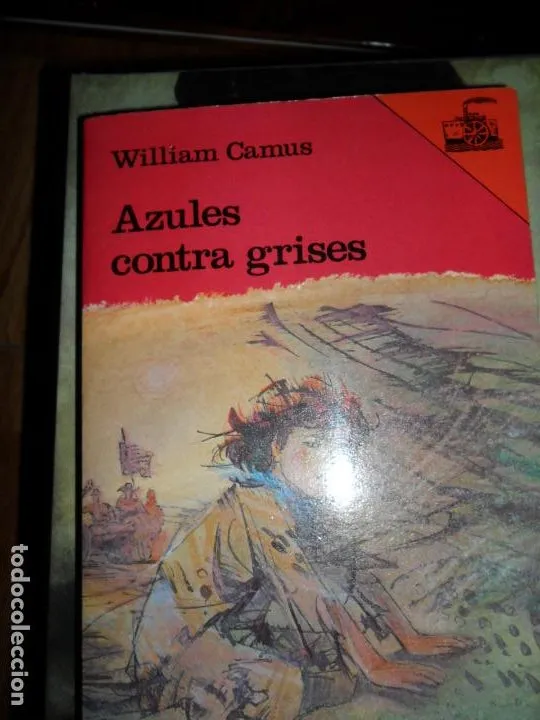 William Camus
Azules
contra grises
todocoleccion